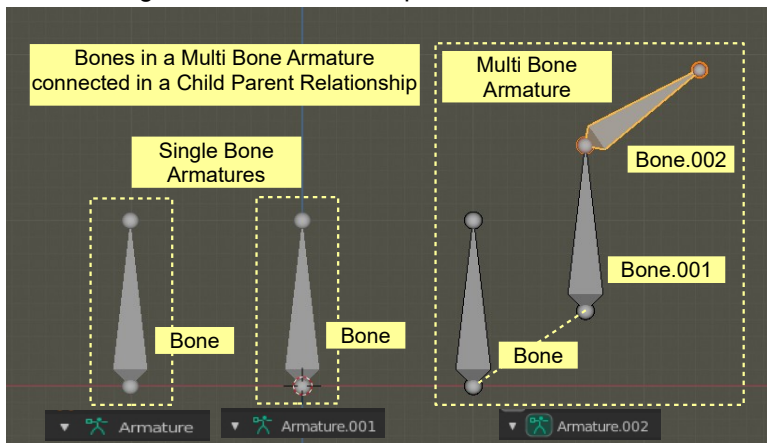 Bones in a Multi Bone Armature
connected in a Child Parent Relationship
Multi Bone
Armature
Single Bone
Armatures
Bone.002
Bone.001
Bone
Bone
Bone
Armature
Armature.001
Armature.002